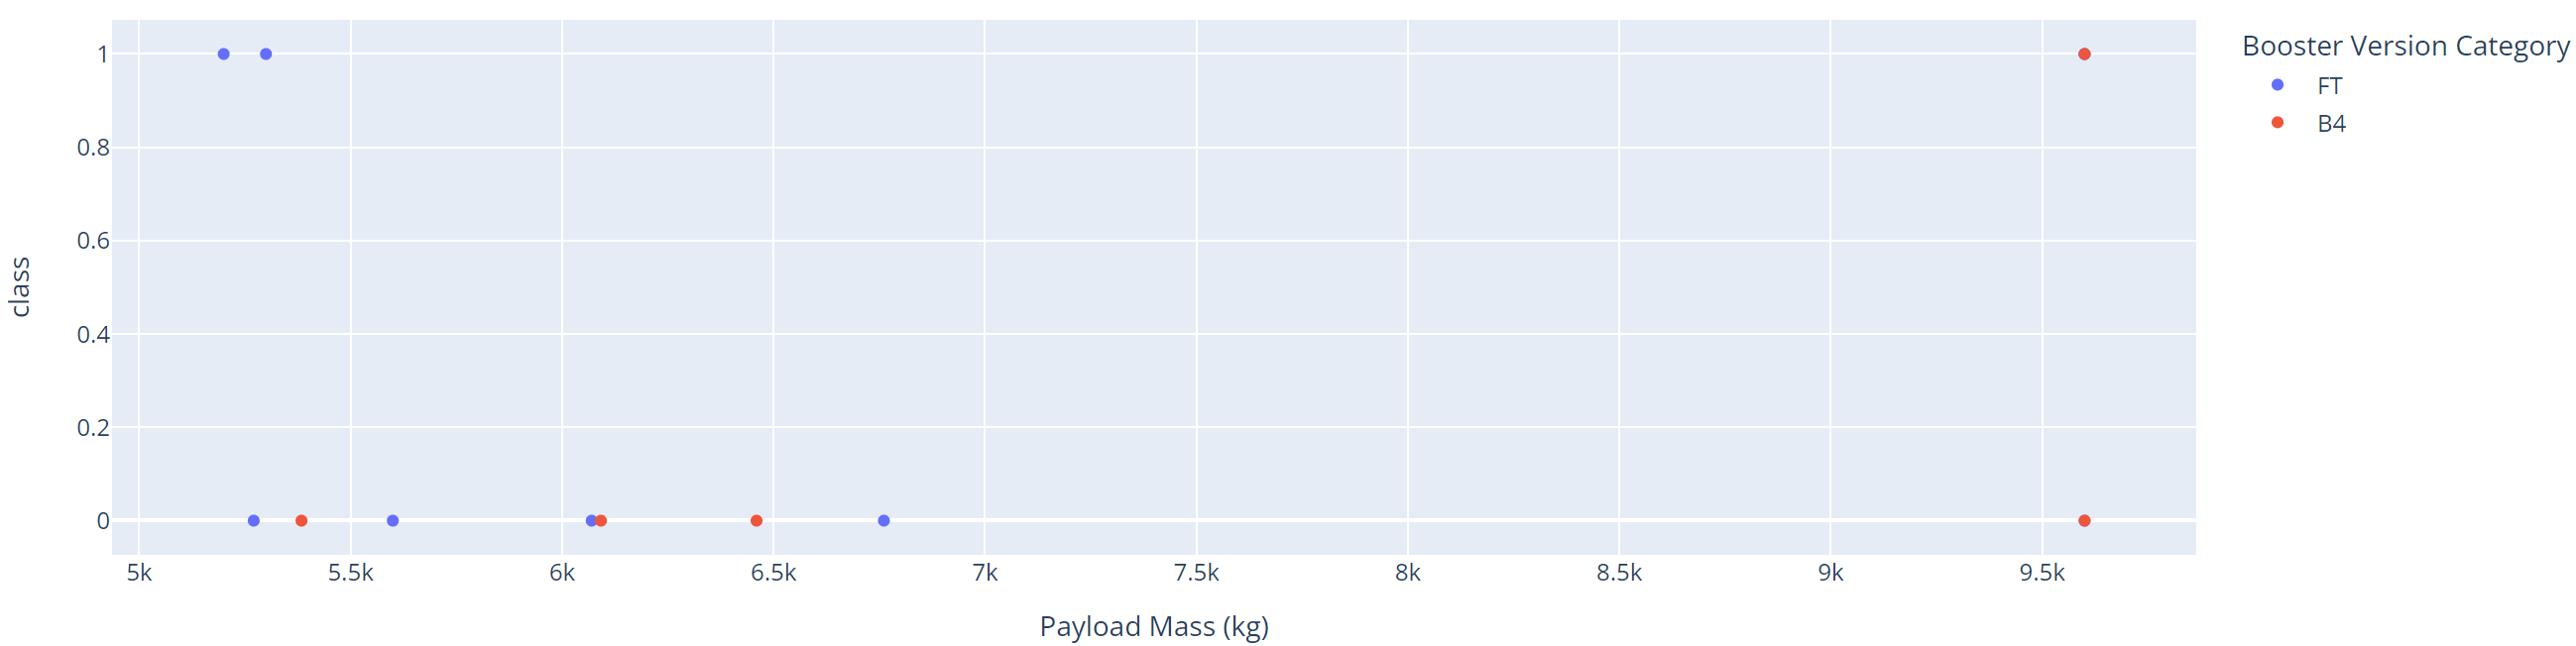 Booster Version Category
FT
B4
class
1
0.8
0.6
0.4
0.2
0
5k 5.5k 6k 6.5k 7k 7.5k 8k 8.5k 9k 9.5k
Payload Mass (kg)